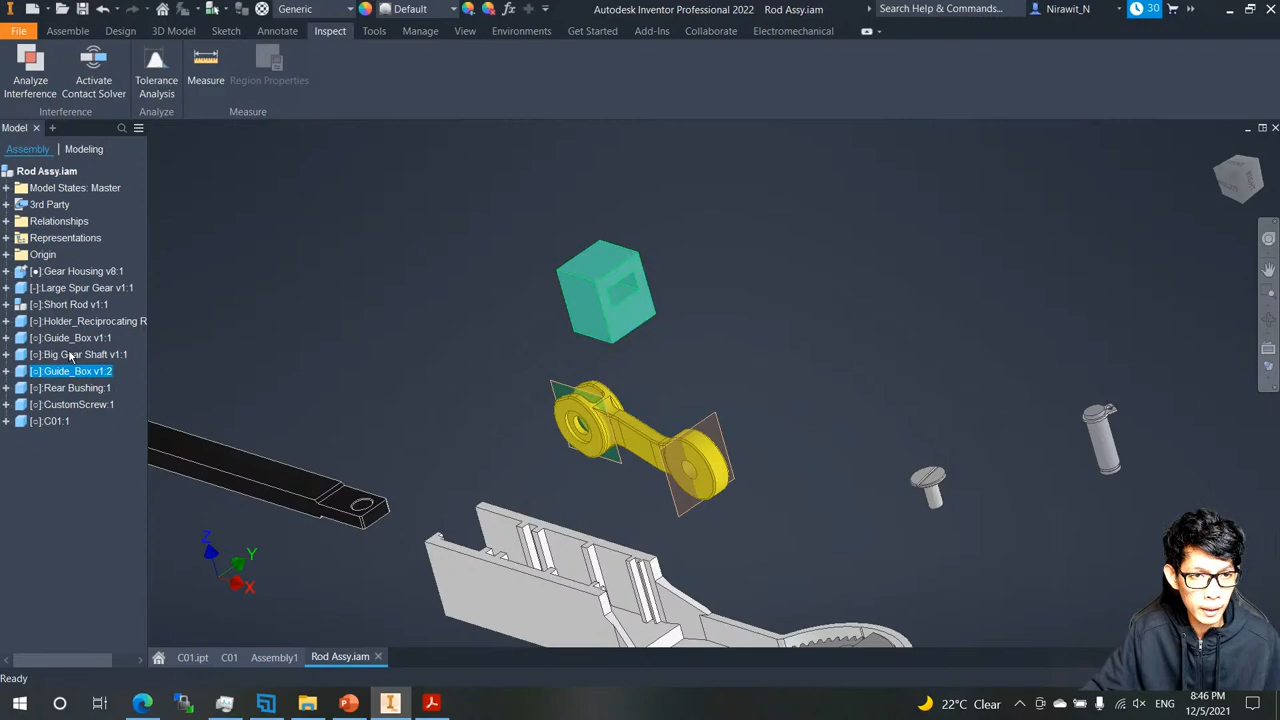 Generic
Default
Autodesk Inventor Professional 2022
Rod Assy.iam
Search Help & Commands...
Nirawit_N
30
File
Assemble
Design
3D Model
Sketch
Annotate
Inspect
Tools
Manage
View
Environments
Get Started
Add-Ins
Collaborate
Electromechanical
Analyze
Interference
Activate
Contact Solver
Tolerance
Analysis
Measure
Region Properties
Interference
Analyze
Measure
Model
Assembly
Modeling
Rod Assy.iam
Model States: Master
3rd Party
Relationships
Representations
Origin
[●]:Gear Housing v8:1
[-]:Large Spur Gear v1:1
[○]:Short Rod v1:1
[○]:Holder_Reciprocating R
[○]:Guide_Box v1:1
[○]:Big Gear Shaft v1:1
[○]:Guide_Box v1:2
[○]:Rear Bushing:1
[○]:CustomScrew:1
[○]:C01:1
Z
Y
X
C01.ipt
C01
Assembly1
Rod Assy.iam
Ready
22°C Clear
ENG
8:46 PM
12/5/2021